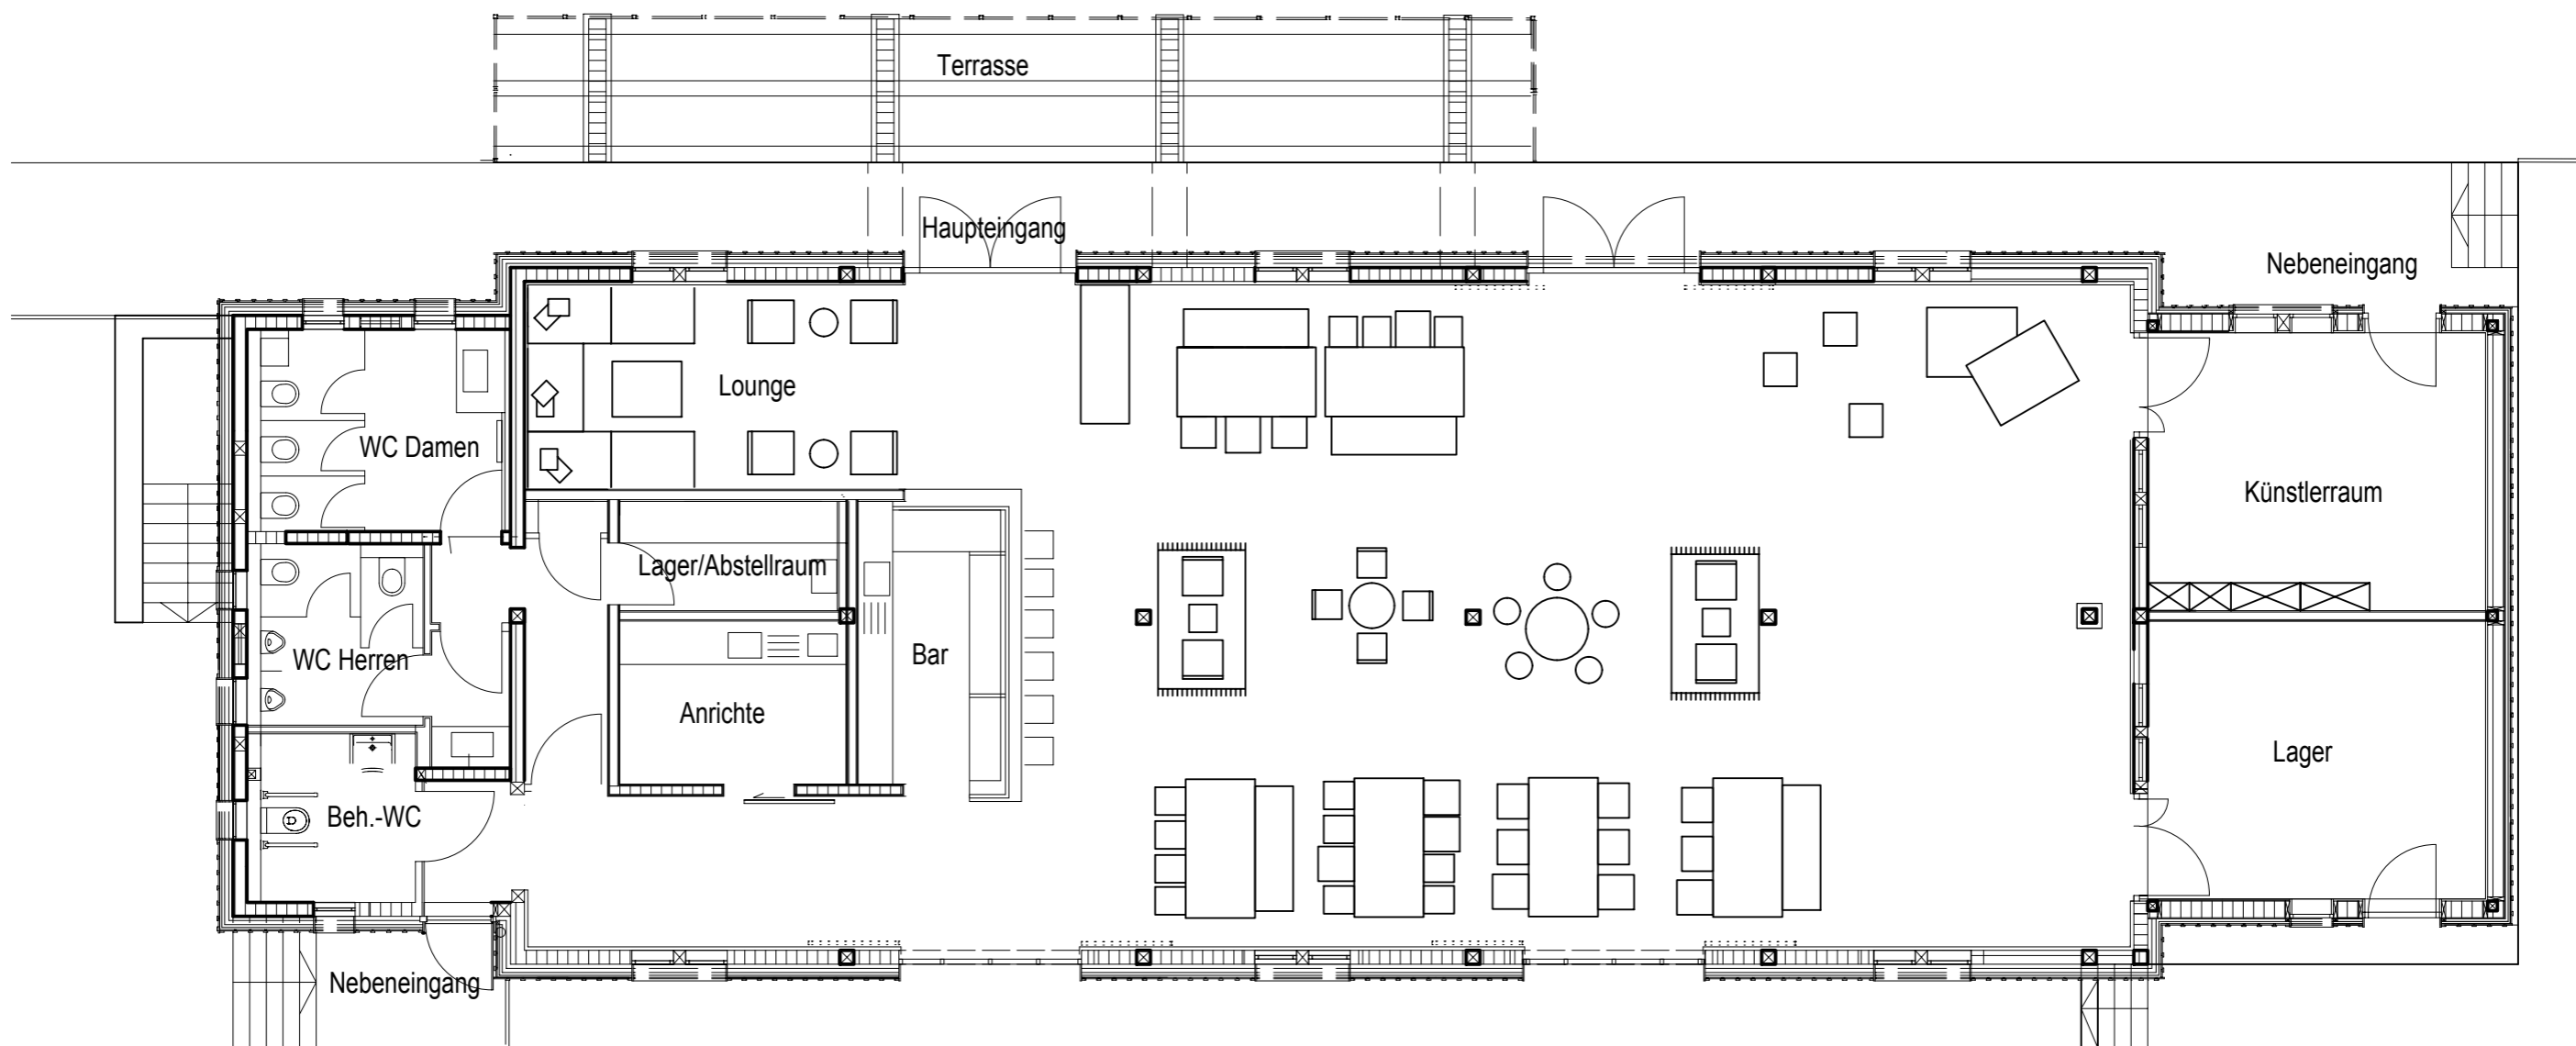 Terrasse
Haupteingang
Nebeneingang
Lounge
WC Damen
Künstlerraum
Lager/Abstellraum
WC Herren
Bar
Anrichte
Lager
Beh.-WC
Nebeneingang